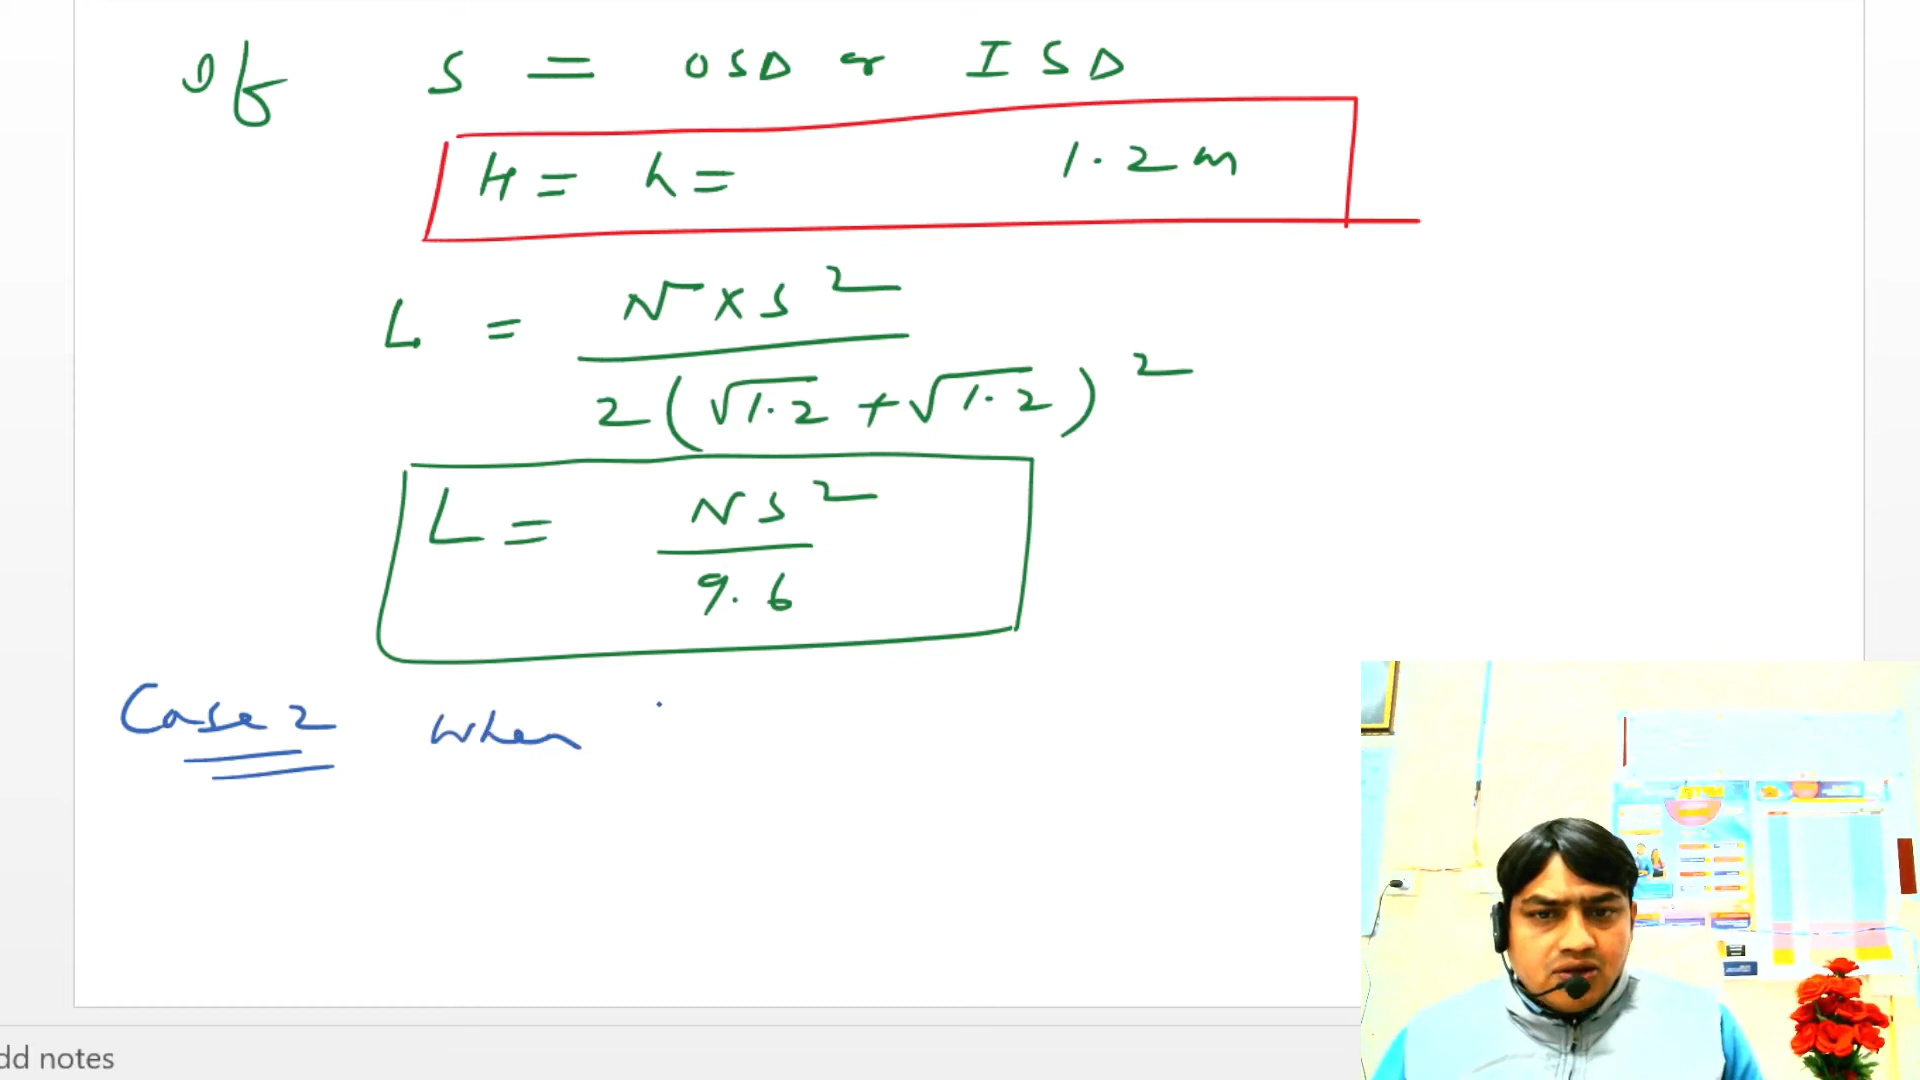 If S = OSD or ISD
H = h = 1.2 m
L = N x S²
2(√1.2 + √1.2)²
L = NS²
9.6
Case 2 when
dd notes